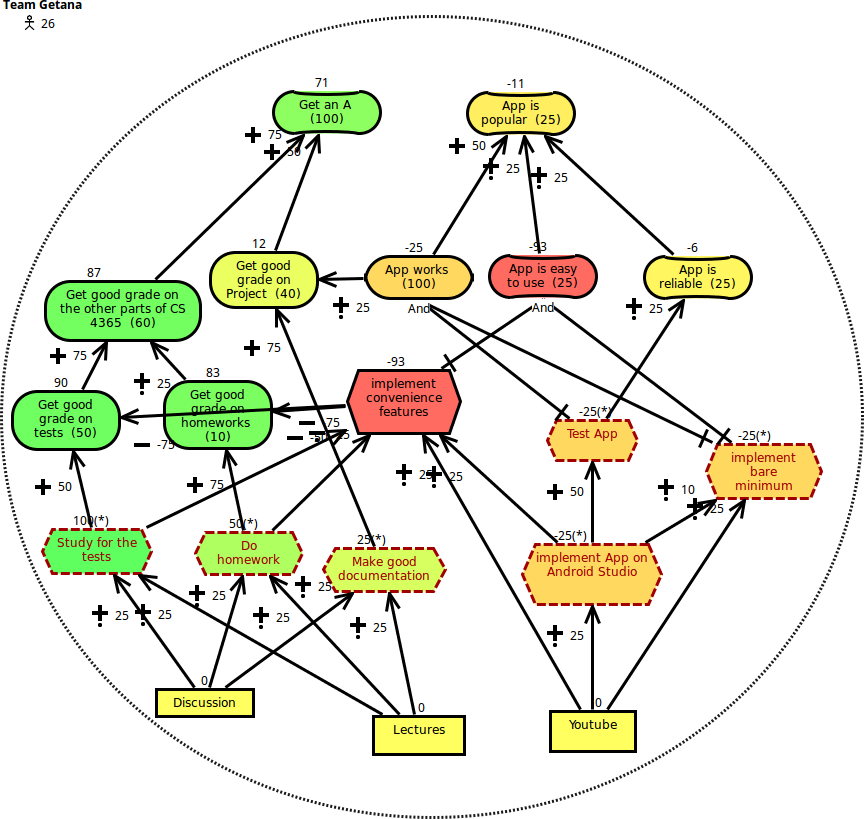 Team Getana
26
71
Get an A
(100)
-11
App is
popular (25)
75
50
50
25
25
12
Get good
grade on
Project (40)
-25
App works
(100)
-93
App is easy
to use (25)
-6
App is
reliable (25)
87
Get good grade on
the other parts of CS
4365 (60)
25
And
And
25
75
75
25
90
Get good
grade on
tests (50)
83
Get good
grade on
homeworks
(10)
-93
implement
convenience
features
-75
75
-25(*)
Test App
-25(*)
implement
bare
minimum
50
75
25
25
50
10
25
100(*)
Study for the
tests
50(*)
Do
homework
25(*)
Make good
documentation
-25(*)
implement App on
Android Studio
25
25
25
25
25
25
25
0
Discussion
0
Lectures
0
Youtube